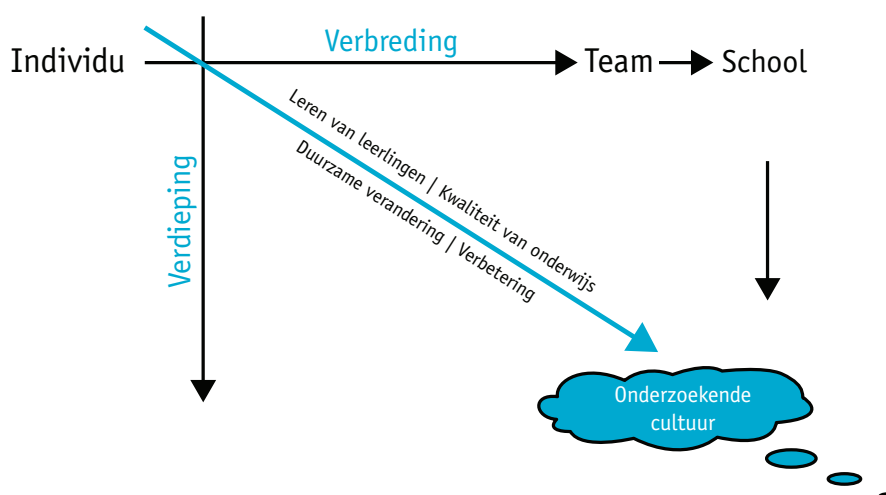 Verbreding
Individu
Team
School
Verdieping
Leren van leerlingen | Kwaliteit van onderwijs
Duurzame verandering | Verbetering
Onderzoekende
cultuur